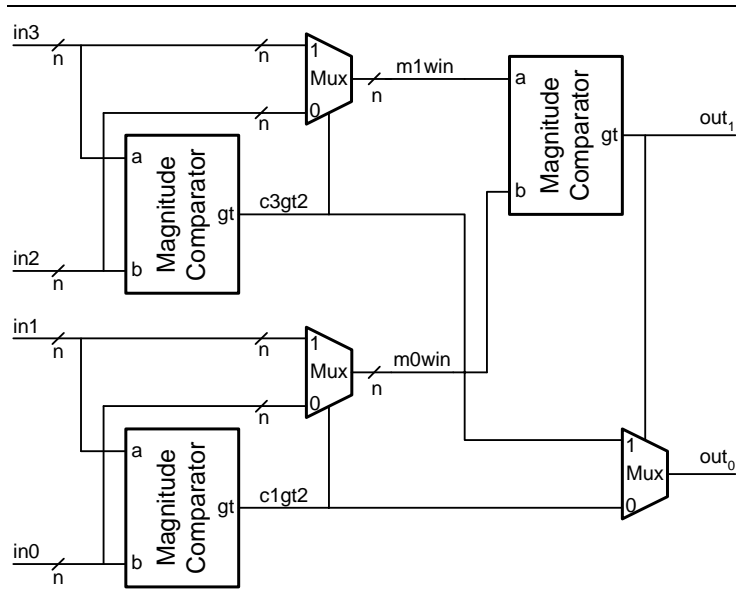 in3
n
n
1
Mux
0
n
m1win
n
a
Magnitude
Comparator
gt
b
out1
a
Magnitude
Comparator
gt
b
c3gt2
in2
n
in1
n
n
1
Mux
0
n
m0win
n
a
Magnitude
Comparator
gt
b
c1gt2
in0
n
1
Mux
0
out0